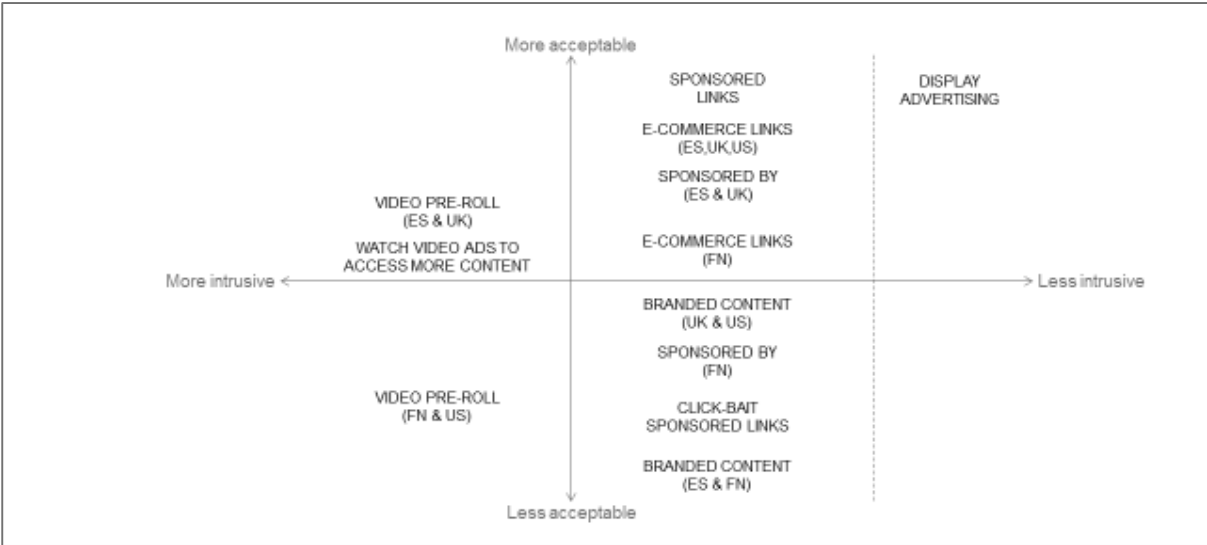 More acceptable
SPONSORED
LINKS
DISPLAY
ADVERTISING
E-COMMERCE LINKS
(ES,UK,US)
SPONSORED BY
(ES & UK)
VIDEO PRE-ROLL
(ES & UK)
WATCH VIDEO ADS TO
ACCESS MORE CONTENT
E-COMMERCE LINKS
(FN)
More intrusive
Less intrusive
BRANDED CONTENT
(UK & US)
SPONSORED BY
(FN)
VIDEO PRE-ROLL
(FN & US)
CLICK-BAIT
SPONSORED LINKS
BRANDED CONTENT
(ES & FN)
Less acceptable